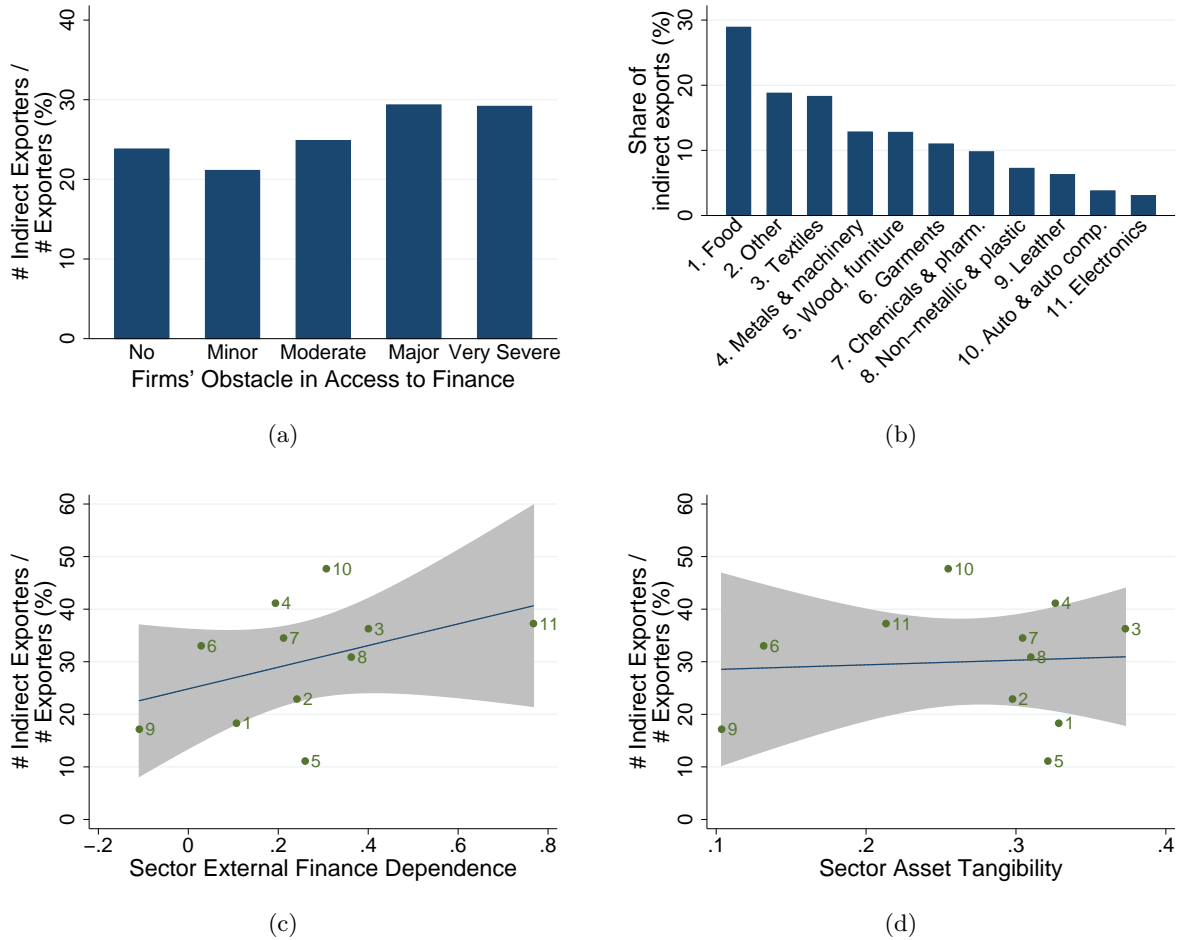 # Indirect Exporters /
# Exporters (%)
40
30
20
10
0
No Minor Moderate Major Very Severe
Firms’ Obstacle in Access to Finance
(a)
Share of
indirect exports (%)
30
20
10
0
1. Food
2. Other
3. Textiles
4. Metals & machinery
5. Wood, furniture
6. Garments
7. Chemicals & pharm.
8. Non−metallic & plastic
9. Leather
10. Auto & auto comp.
11. Electronics
(b)
# Indirect Exporters /
# Exporters (%)
60
50
40
30
20
10
0
10
4
3
11
7
6
8
2
1
9
5
−.2 0 .2 .4 .6 .8
Sector External Finance Dependence
(c)
# Indirect Exporters /
# Exporters (%)
60
50
40
30
20
10
0
10
4
11
3
7
6
8
2
1
9
5
.1 .2 .3 .4
Sector Asset Tangibility
(d)